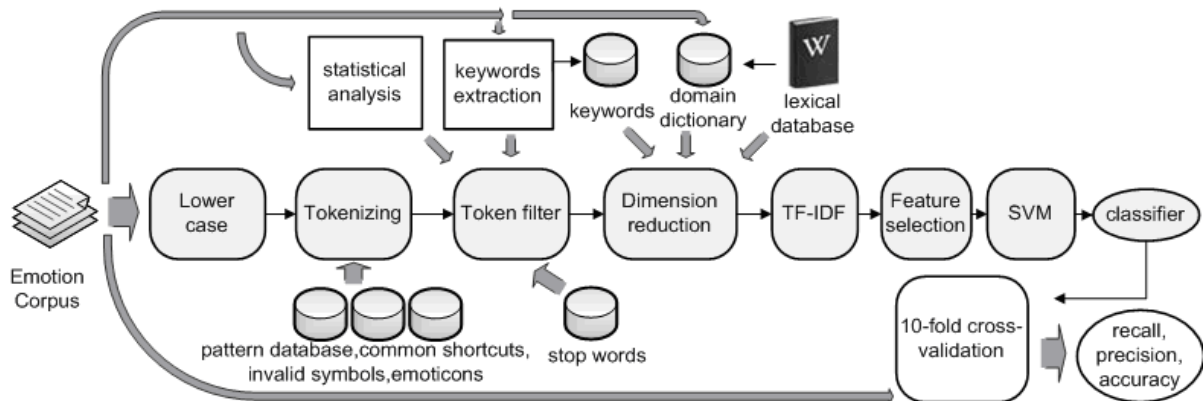 statistical
analysis
keywords
extraction
keywords
domain
dictionary
W
lexical
database
Emotion
Corpus
Lower
case
Tokenizing
Token filter
Dimension
reduction
TF-IDF
Feature
selection
SVM
classifier
pattern database,common shortcuts,
invalid symbols,emoticons
stop words
10-fold cross-
validation
recall,
precision,
accuracy